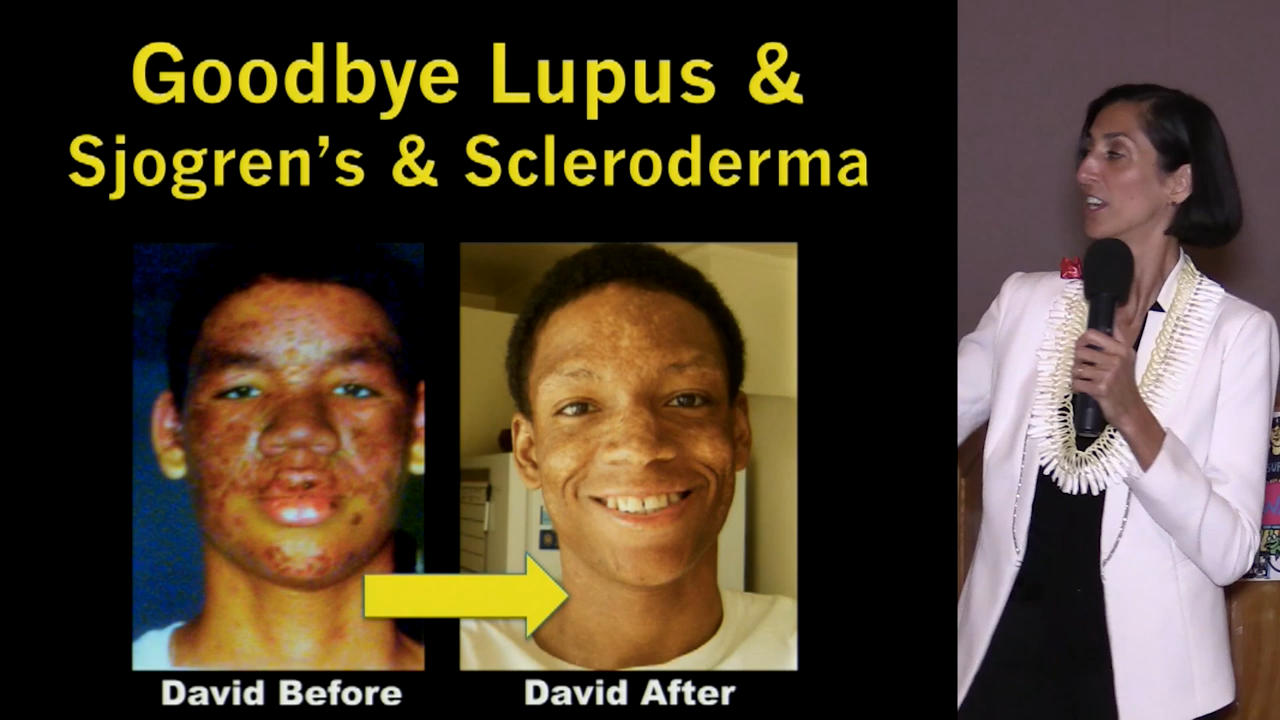 Goodbye Lupus &
Sjogren's & Scleroderma
David Before
David After